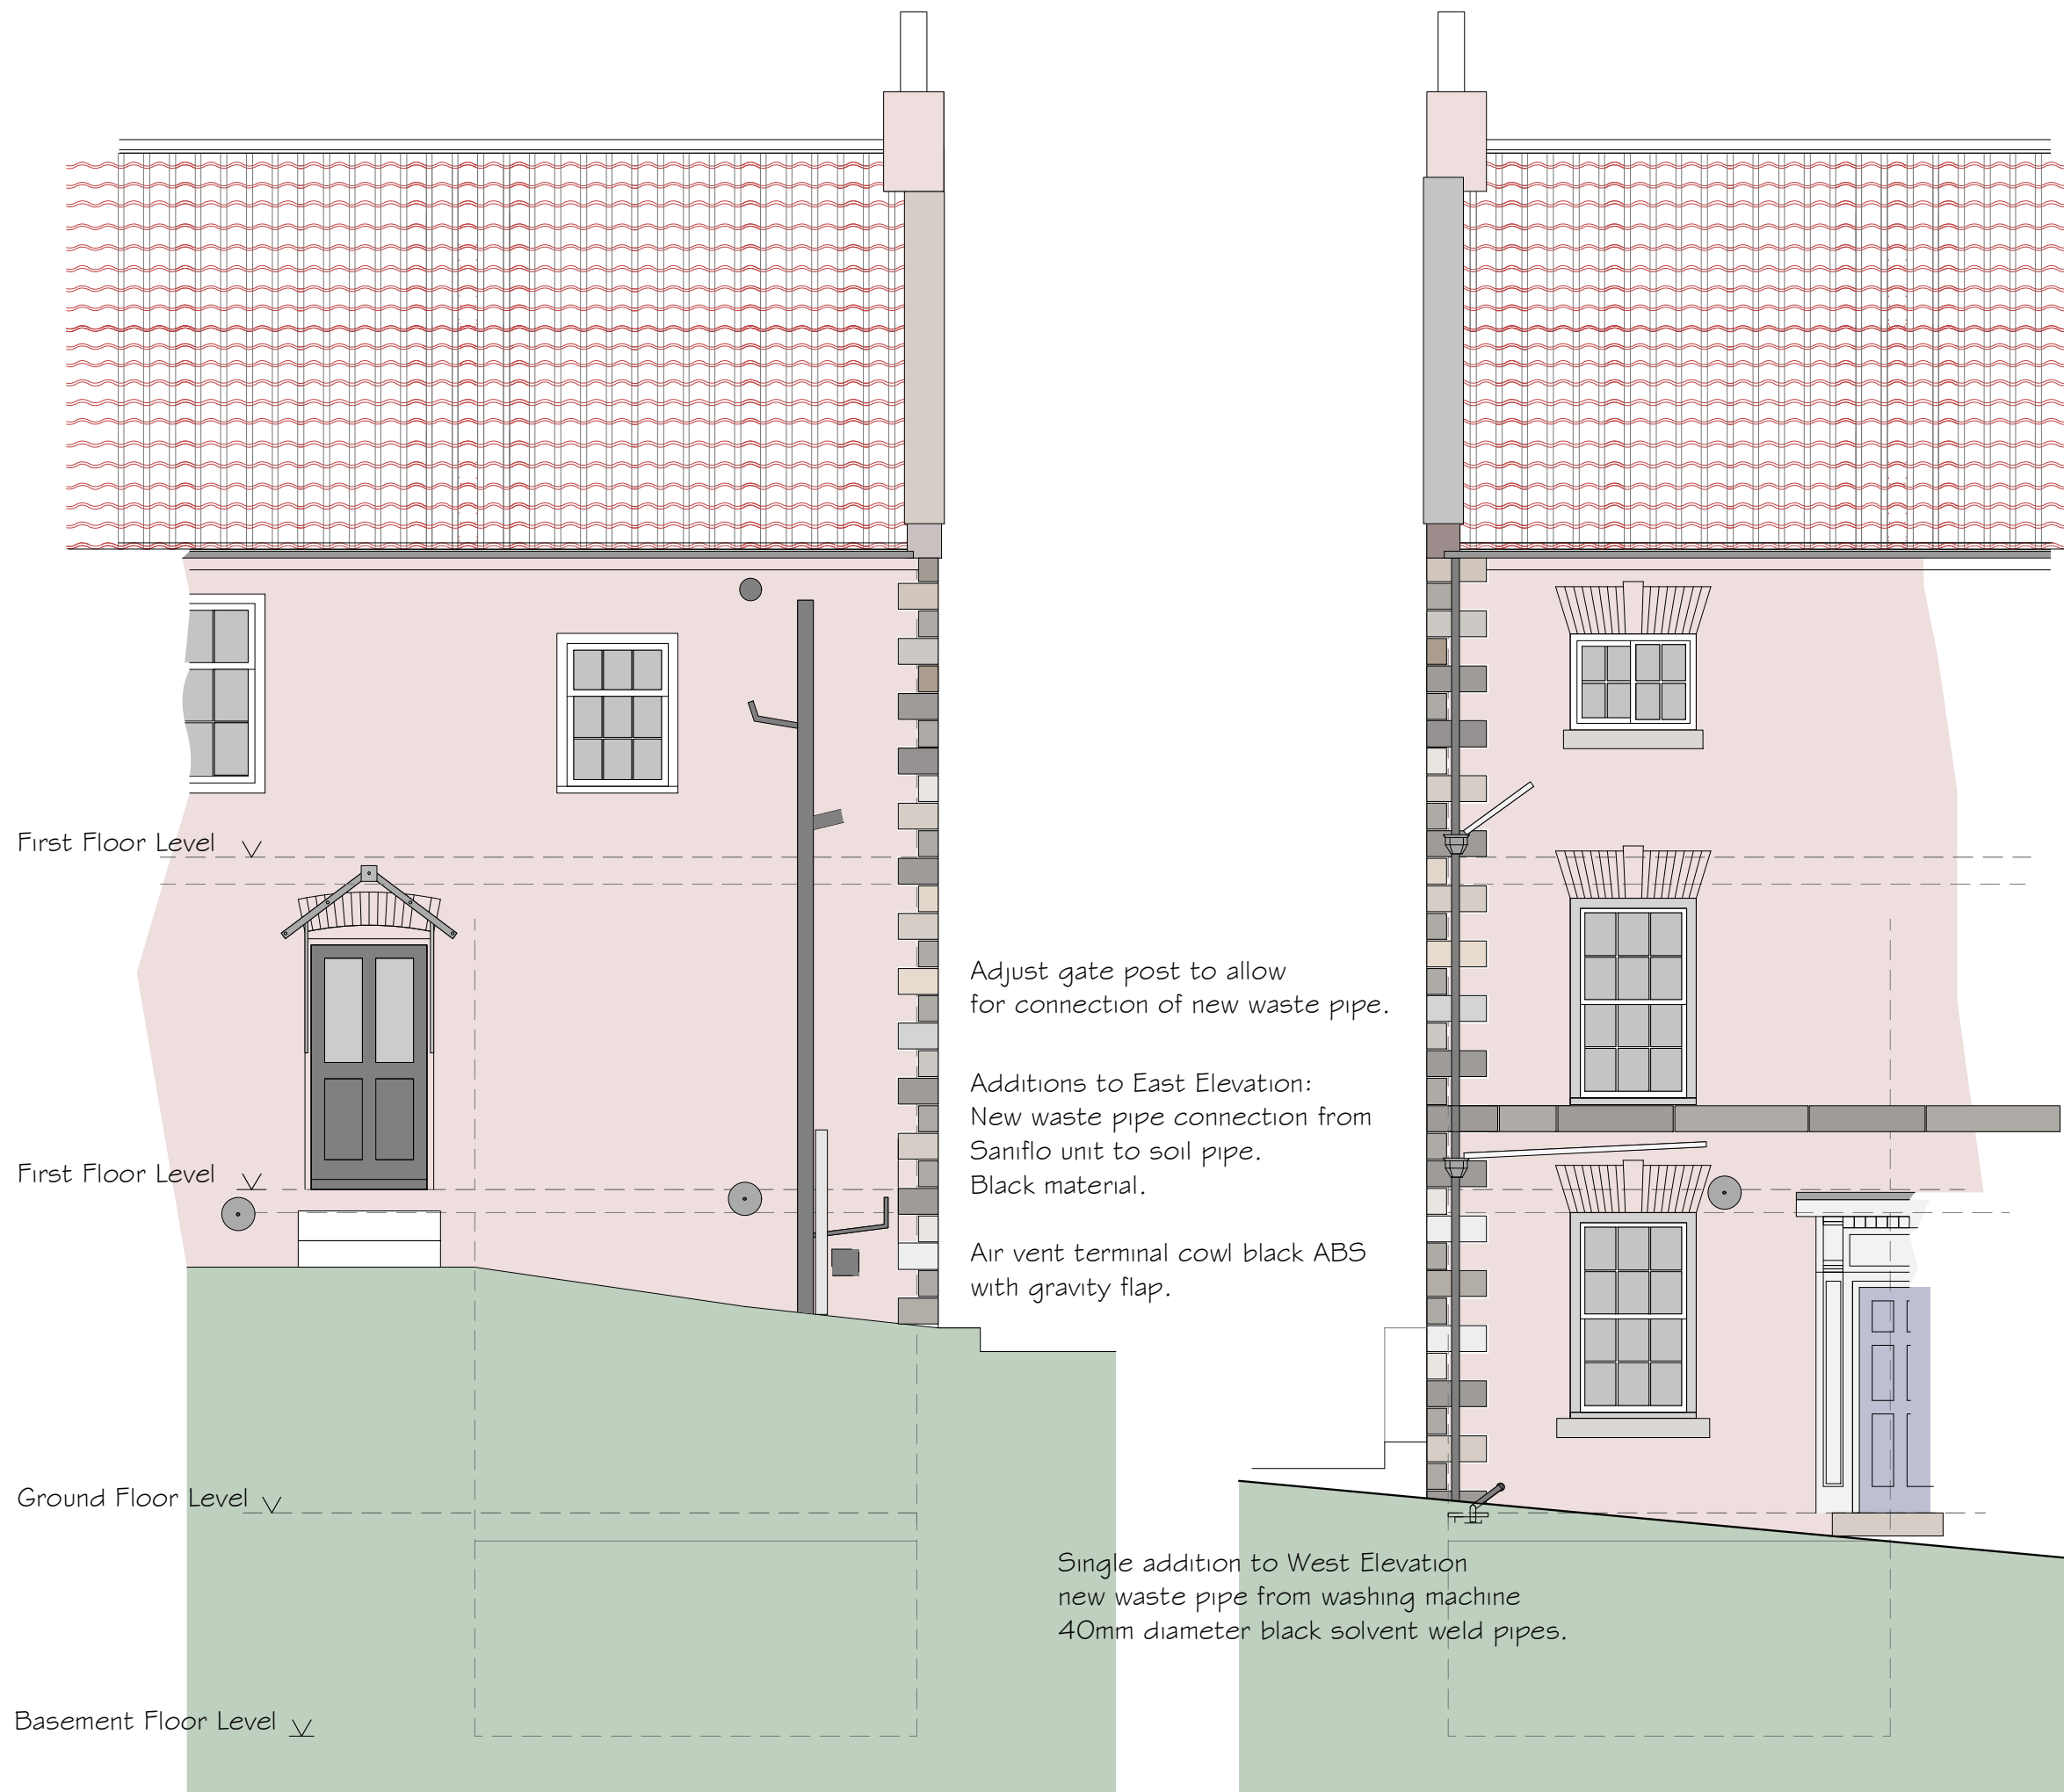 First Floor Level
Adjust gate post to allow
for connection of new waste pipe.
Additions to East Elevation:
New waste pipe connection from
Saniflo unit to soil pipe.
Black material.
First Floor Level
Air vent terminal cowl black ABS
with gravity flap.
Ground Floor Level
Single addition to West Elevation
new waste pipe from washing machine
40mm diameter black solvent weld pipes.
Basement Floor Level